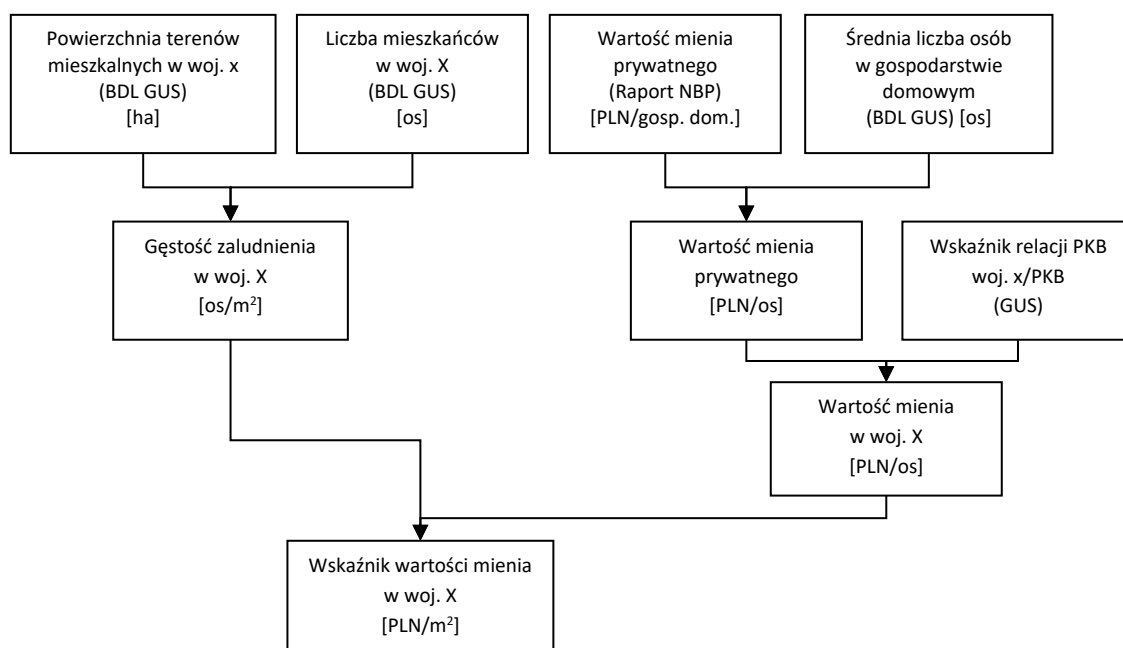 Powierzchnia terenów
mieszkalnych w woj. x
(BDL GUS)
[ha]
Liczba mieszkańców
w woj. X
(BDL GUS)
[os]
Wartość mienia
prywatnego
(Raport NBP)
[PLN/gosp. dom.]
Średnia liczba osób
w gospodarstwie
domowym
(BDL GUS) [os]
Gęstość zaludnienia
w woj. X
[os/m²]
Wartość mienia
prywatnego
[PLN/os]
Wskaźnik relacji PKB
woj. x/PKB
(GUS)
Wartość mienia
w woj. X
[PLN/os]
Wskaźnik wartości mienia
w woj. X
[PLN/m²]